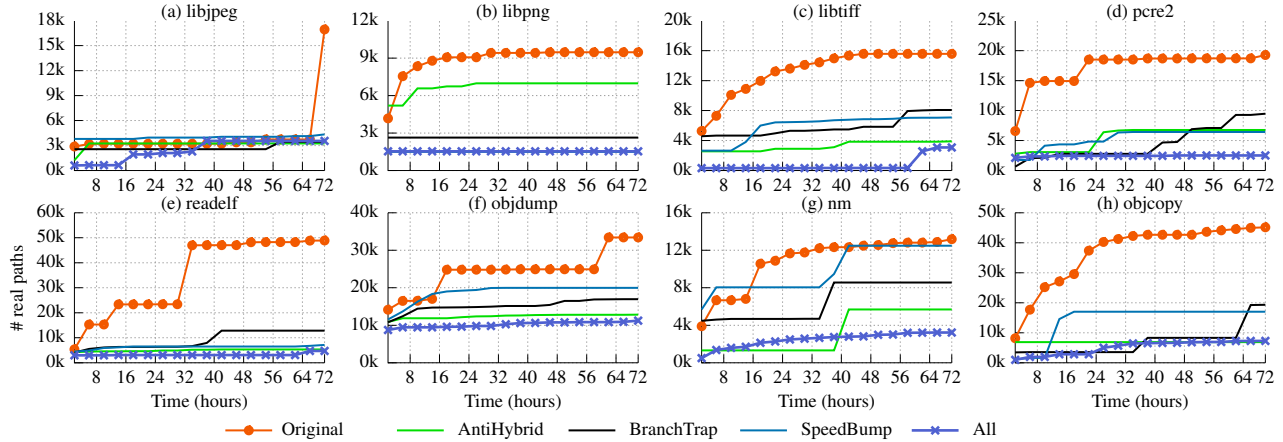 (a) libjpeg (b) libpng (c) libtiff (d) pcre2
18k 12k 20k 25k
15k 9k 16k 20k
12k 6k 12k 15k
9k 3k 8k 10k
6k 0k 4k 5k
3k 0k 0k
0k
8 16 24 32 40 48 56 64 72 8 16 24 32 40 48 56 64 72 8 16 24 32 40 48 56 64 72 8 16 24 32 40 48 56 64 72
(e) readelf (f) objdump (g) nm (h) objcopy
60k 40k 16k 50k
50k 30k 12k 40k
40k 20k 8k 30k
30k 10k 4k 20k
20k 0k 0k 10k
10k 0k
0k
# real paths
8 16 24 32 40 48 56 64 72 8 16 24 32 40 48 56 64 72 8 16 24 32 40 48 56 64 72 8 16 24 32 40 48 56 64 72
Time (hours) Time (hours) Time (hours) Time (hours)
Original AntiHybrid BranchTrap SpeedBump All